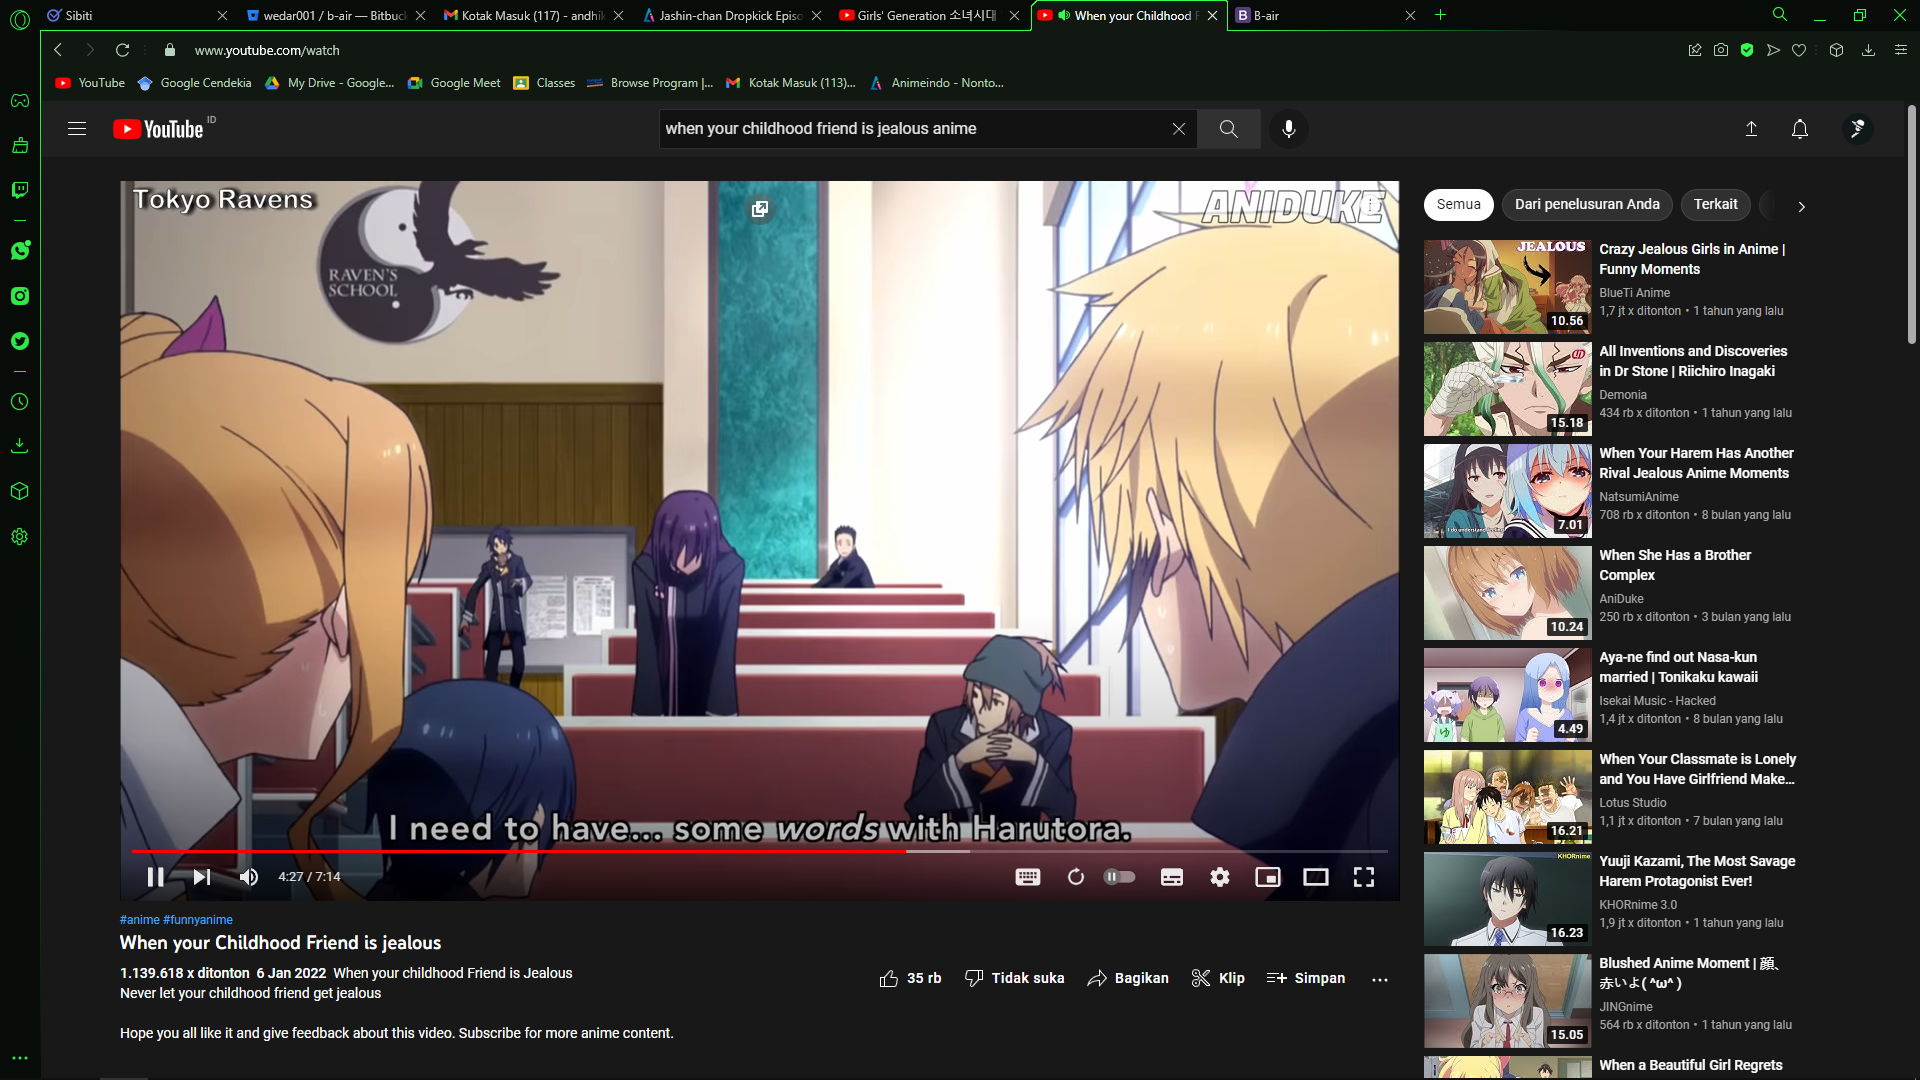 Sibiti
wedar001 / b-air — Bitbuck
Kotak Masuk (117) - andhik
Jashin-chan Dropkick Episo
Girls' Generation 소녀시대
When your Childhood F
B-air
www.youtube.com/watch
YouTube
Google Cendekia
My Drive - Google...
Google Meet
Classes
Browse Program |...
Kotak Masuk (113)...
Animeindo - Nonto...
YouTube ID
when your childhood friend is jealous anime
Tokyo Ravens
ANIDUKE
RAVEN'S
SCHOOL
I need to have... some words with Harutora.
4:27 / 7:14
#anime #funnyanime
When your Childhood Friend is jealous
1.139.618 x ditonton 6 Jan 2022 When your childhood Friend is Jealous
Never let your childhood friend get jealous
Hope you all like it and give feedback about this video. Subscribe for more anime content.
35 rb
Tidak suka
Bagikan
Klip
Simpan
Semua
Dari penelusuran Anda
Terkait
JEALOUS
10.56
Crazy Jealous Girls in Anime |
Funny Moments
BlueTi Anime
1,7 jt x ditonton • 1 tahun yang lalu
15.18
All Inventions and Discoveries
in Dr Stone | Riichiro Inagaki
Demonia
434 rb x ditonton • 1 tahun yang lalu
7.01
When Your Harem Has Another
Rival Jealous Anime Moments
NatsumiAnime
708 rb x ditonton • 8 bulan yang lalu
10.24
When She Has a Brother
Complex
AniDuke
250 rb x ditonton • 3 bulan yang lalu
ゆ
4.49
Aya-ne find out Nasa-kun
married | Tonikaku kawaii
Isekai Music - Hacked
1,4 jt x ditonton • 8 bulan yang lalu
16.21
When Your Classmate is Lonely
and You Have Girlfriend Make...
Lotus Studio
1,1 jt x ditonton • 7 bulan yang lalu
KHORnime
16.23
Yuuji Kazami, The Most Savage
Harem Protagonist Ever!
KHORnime 3.0
1,9 jt x ditonton • 1 tahun yang lalu
15.05
Blushed Anime Moment | 顔、
赤いよ( ^ω^ )
JINGnime
564 rb x ditonton • 1 tahun yang lalu
When a Beautiful Girl Regrets